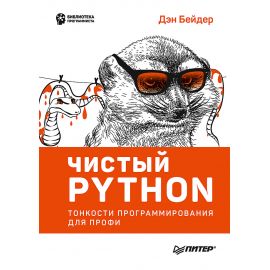 БИБЛИОТЕКА
ПРОГРАММИСТА
Дэн Бейдер
ЧИСТЫЙ
PYTHON
ТОНКОСТИ ПРОГРАММИРОВАНИЯ
ДЛЯ ПРОФИ
ПИТЕР